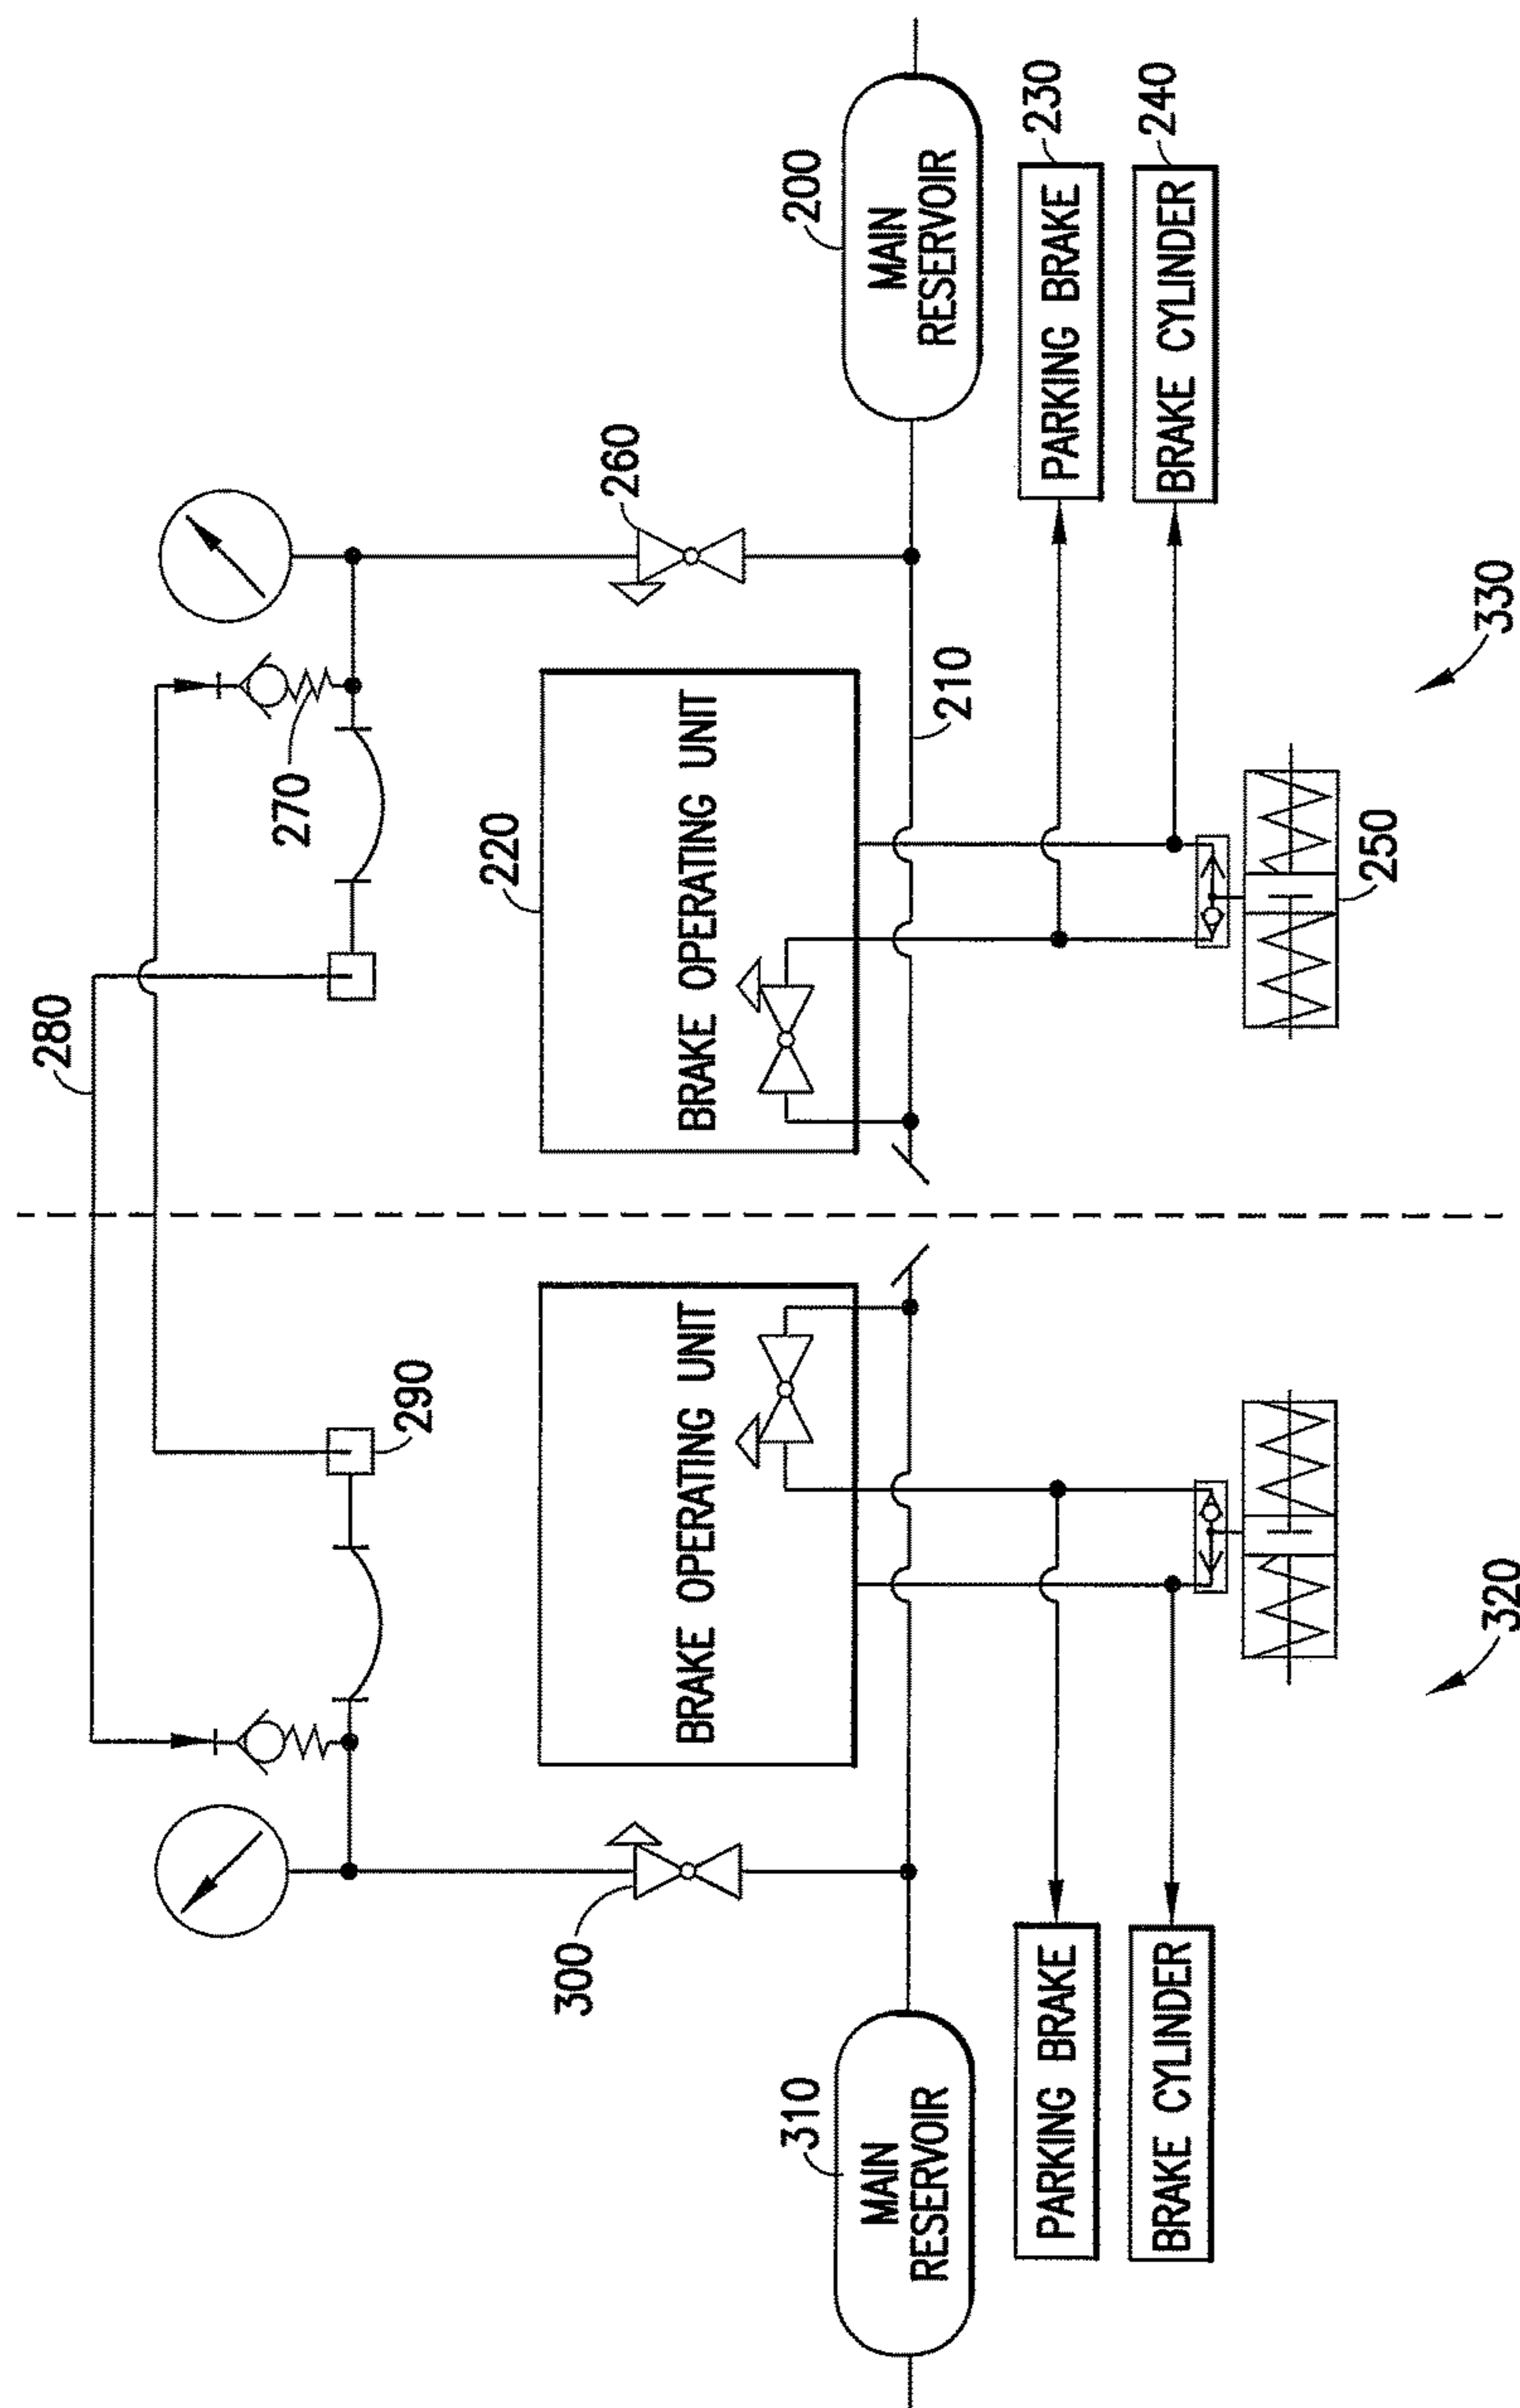 280
270
290
220
300
260
BRAKE OPERATING UNIT
BRAKE OPERATING UNIT
310
200
MAIN
RESERVOIR
MAIN
RESERVOIR
210
230
PARKING BRAKE
PARKING BRAKE
240
BRAKE CYLINDER
BRAKE CYLINDER
250
320
330